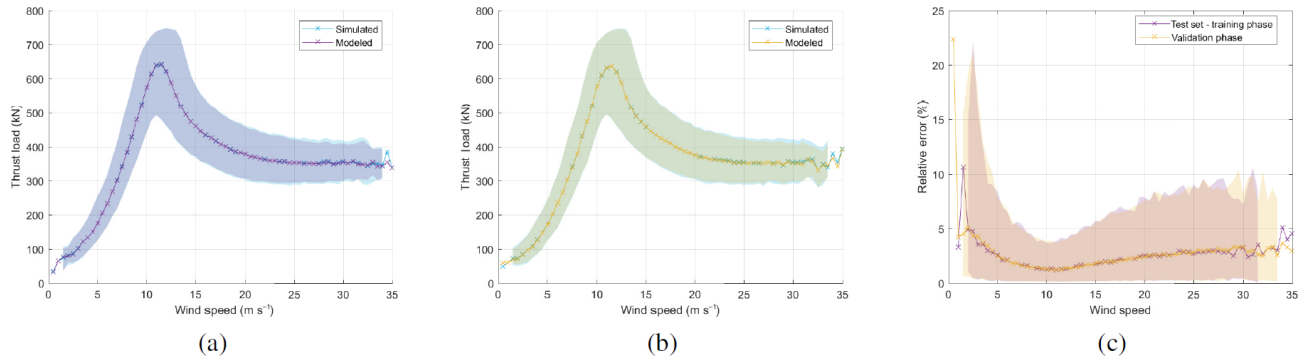 800
700
600
500
400
300
200
100
0
Thrust load (kN)
0 5 10 15 20 25 30 35
Wind speed (m s⁻¹)
Simulated
Modeled
(a)
800
700
600
500
400
300
200
100
0
Thrust load (kN)
0 5 10 15 20 25 30 35
Wind speed (m s⁻¹)
Simulated
Modeled
(b)
25
20
15
10
5
0
Relative error (%)
0 5 10 15 20 25 30 35
Wind speed
Test set - training phase
Validation phase
(c)